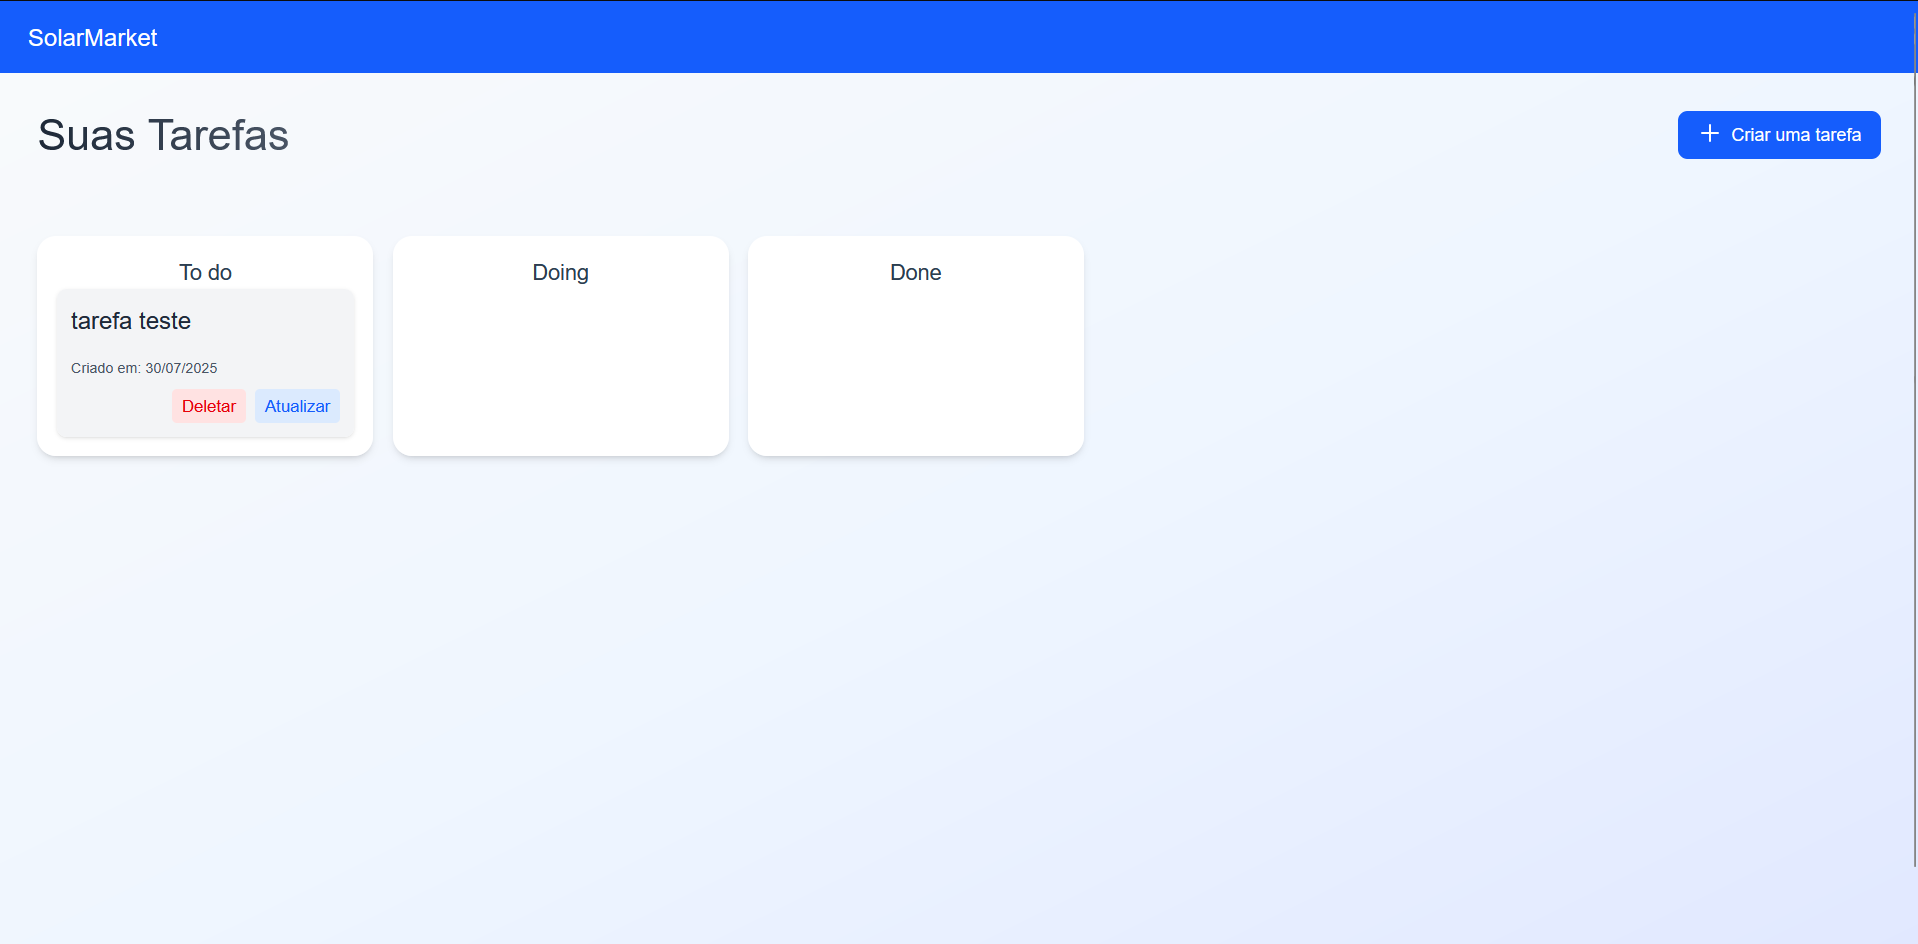 SolarMarket
Suas Tarefas
Criar uma tarefa
To do
tarefa teste
Criado em: 30/07/2025
Deletar Atualizar
Doing
Done